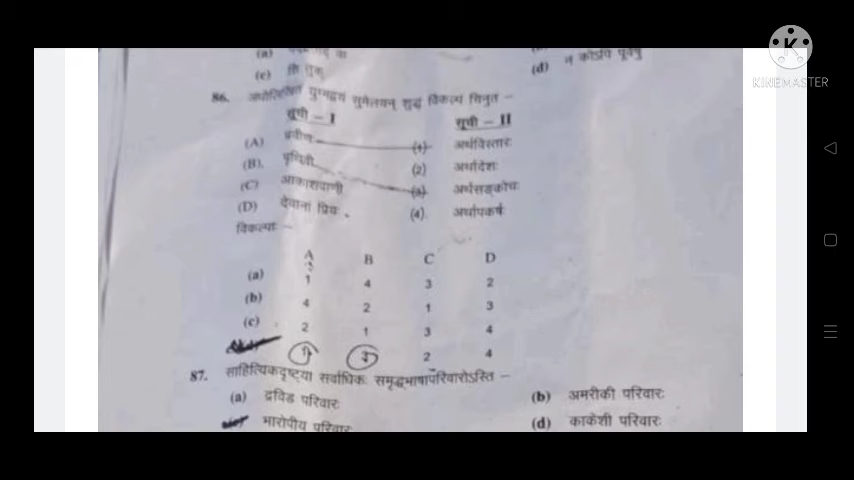 KINEMASTER
(a)
(c) कि युक्
(d) न कोऽपि पूर्वेषु
86. अधोलिखित युग्मद्वयं सुमेलयन् शुद्धं विकल्पं चिनुत –
सूची – I सूची – II
(A) प्रवीणः (1) अर्थविस्तारः
(B) पृथिवी (2) अर्थादेशः
(C) आकाशवाणी (3) अर्थसङ्कोचः
(D) देवानां प्रियः (4) अर्थापकर्षः
विकल्पाः –
A B C D
(a) 1 4 3 2
(b) 4 2 1 3
(c) 2 1 3 4
1 3 2 4
87. साहित्यिकदृष्ट्या सर्वाधिकः समृद्धभाषापरिवारोऽस्ति –
(a) द्रविड परिवारः (b) अमरीकी परिवारः
भारोपीय परिवारः (d) काकेशी परिवारः